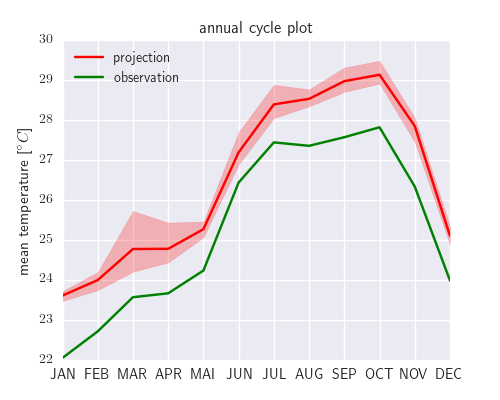 annual cycle plot
projection
observation
mean temperature [°C]
30
29
28
27
26
25
24
23
22
JAN FEB MAR APR MAI JUN JUL AUG SEP OCT NOV DEC